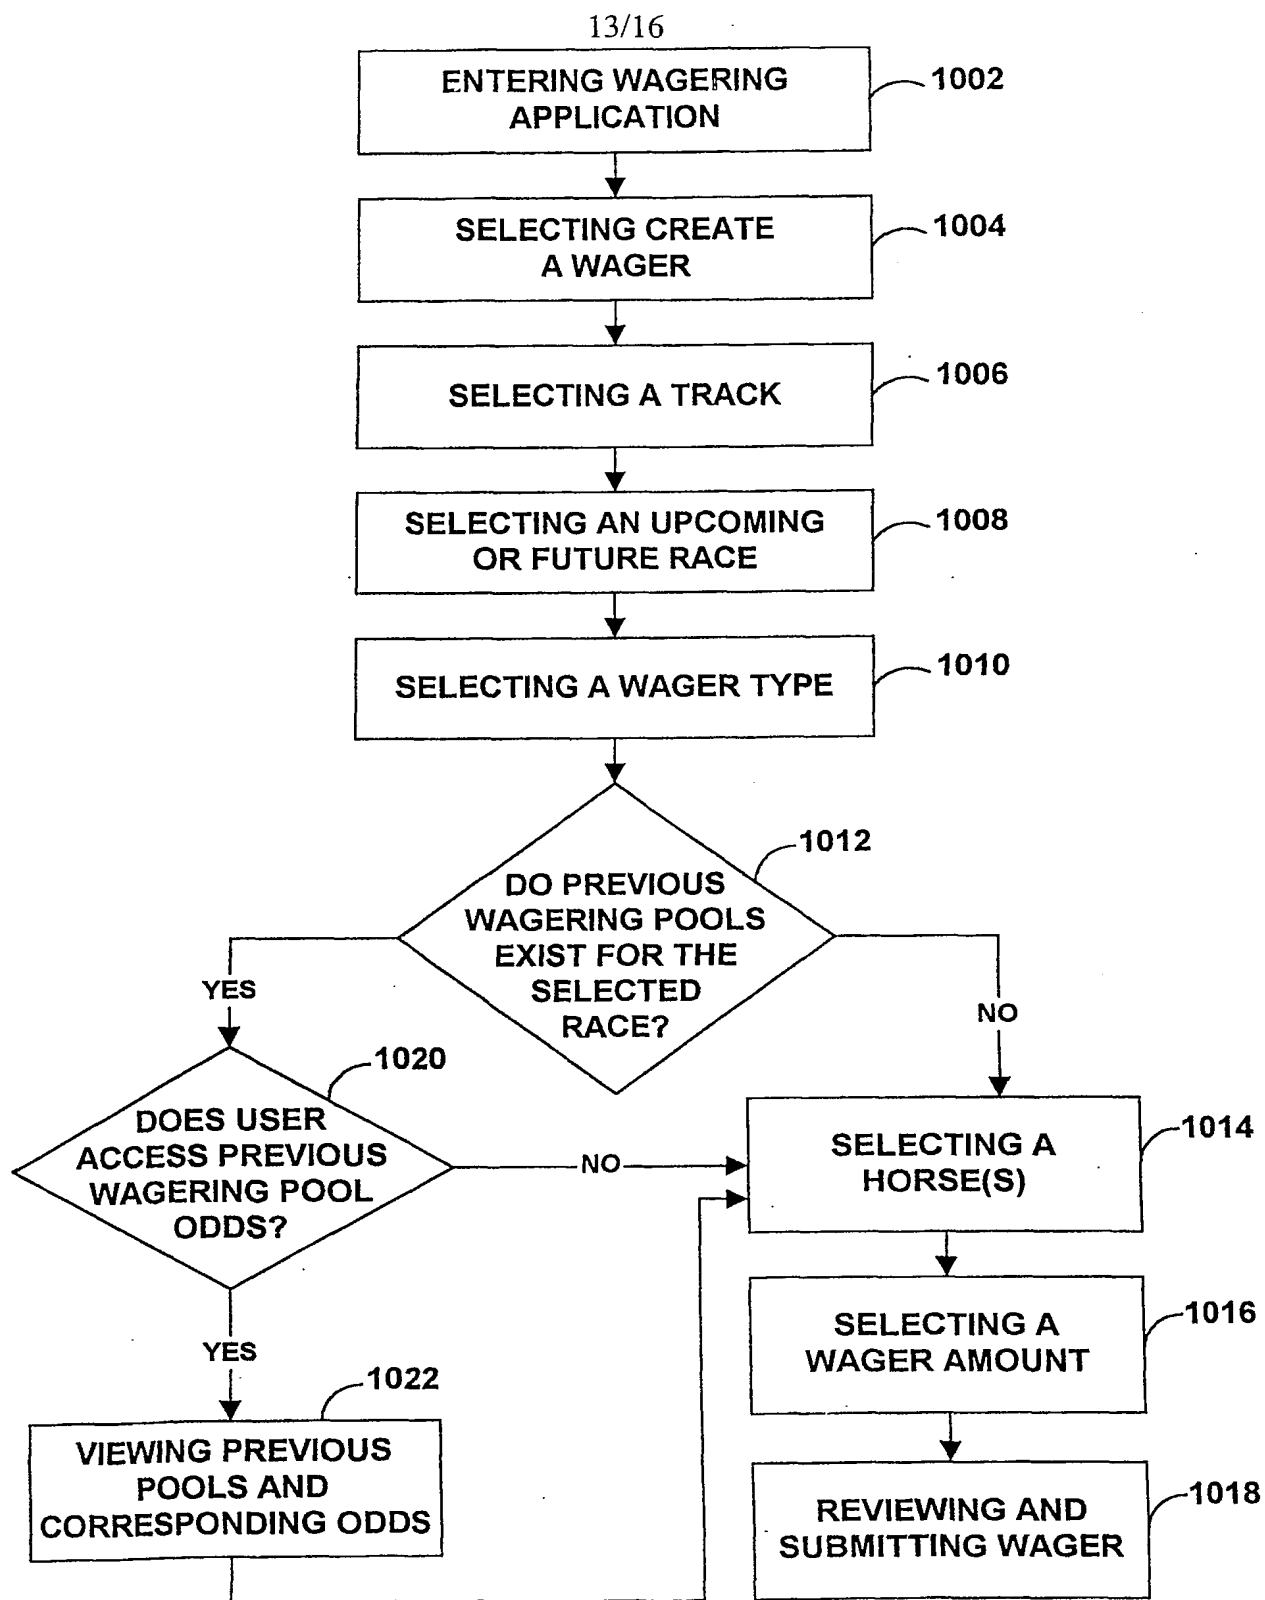 13/16
ENTERING WAGERING
APPLICATION
1002
SELECTING CREATE
A WAGER
1004
SELECTING A TRACK
1006
SELECTING AN UPCOMING
OR FUTURE RACE
1008
SELECTING A WAGER TYPE
1010
DO PREVIOUS
WAGERING POOLS
EXIST FOR THE
SELECTED
RACE?
1012
YES
NO
DOES USER
ACCESS PREVIOUS
WAGERING POOL
ODDS?
1020
NO
SELECTING A
HORSE(S)
1014
YES
SELECTING A
WAGER AMOUNT
1016
VIEWING PREVIOUS
POOLS AND
CORRESPONDING ODDS
1022
REVIEWING AND
SUBMITTING WAGER
1018